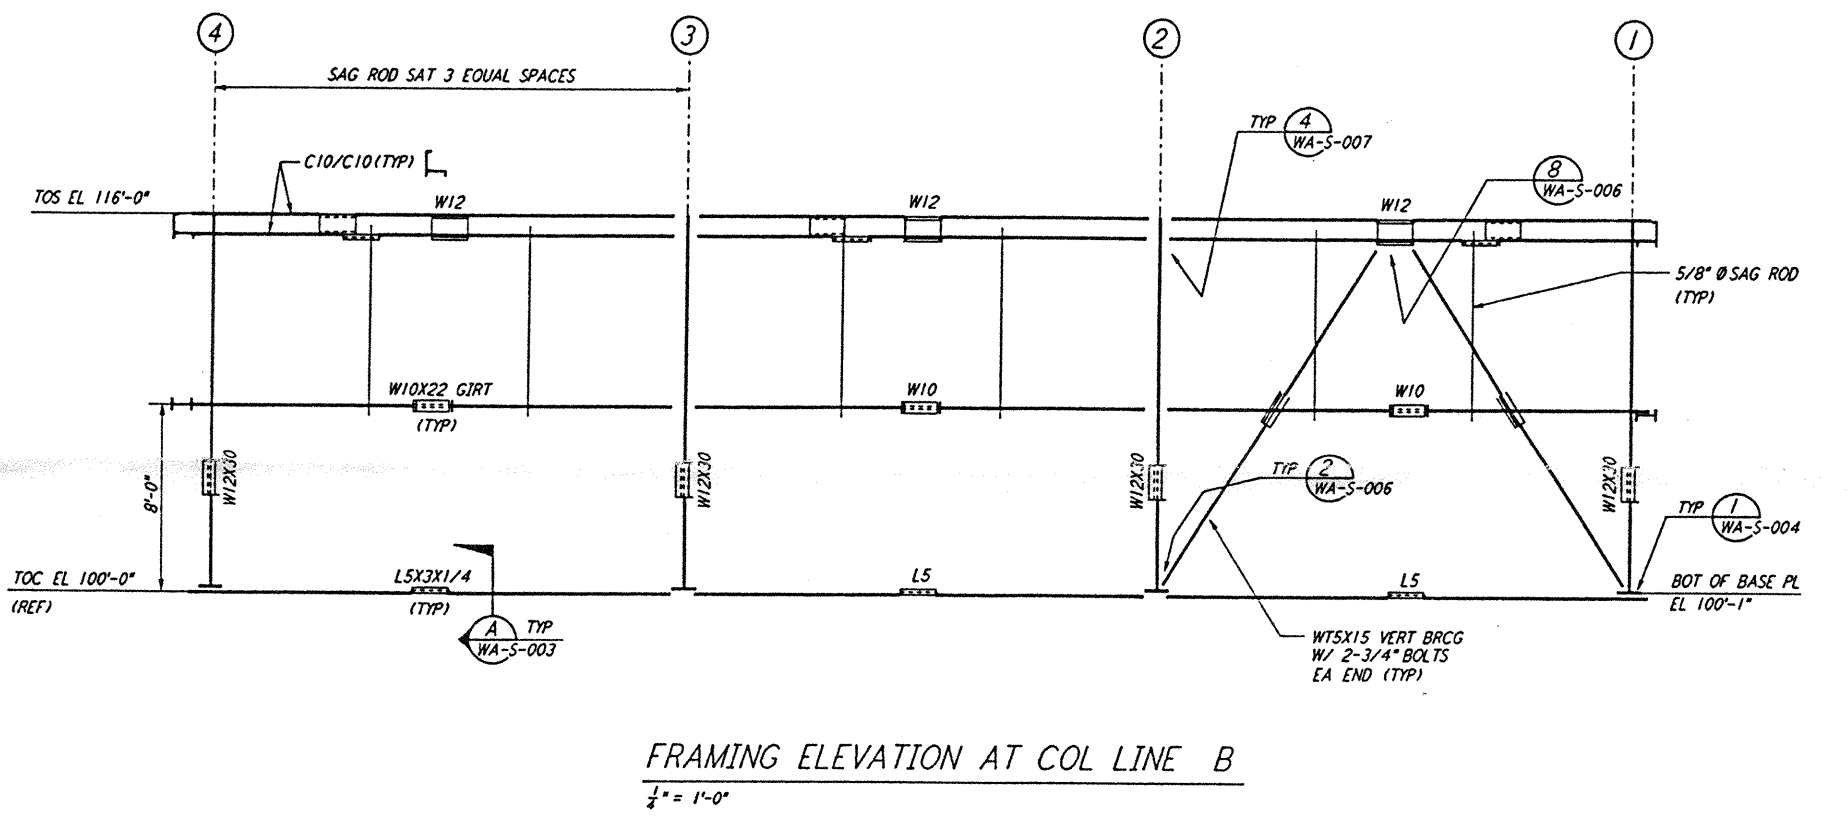 4
3
2
1
SAG ROD SAT 3 EQUAL SPACES
TYP 4
WA-S-007
C10/C10(TYP)
8
WA-S-006
TOS EL 116'-0"
W12
W12
W12
5/8" Ø SAG ROD
(TYP)
W10X22 GIRT
(TYP)
W10
W10
8'-0"
W12X30
W12X30
W12X30
W12X30
TYP 2
WA-S-006
TYP 1
WA-S-004
TOC EL 100'-0"
(REF)
L5X3X1/4
(TYP)
L5
L5
BOT OF BASE PL
EL 100'-1"
A TYP
WA-S-003
WT5X15 VERT BRCG
W/ 2-3/4" BOLTS
EA END (TYP)
FRAMING ELEVATION AT COL LINE B
1/4" = 1'-0"